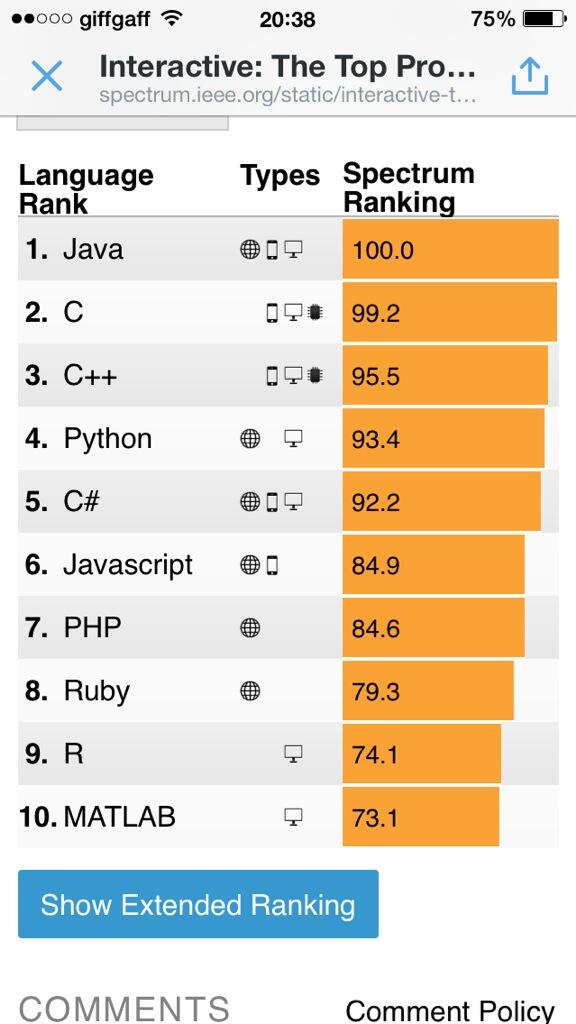 giffgaff 20:38 75%
Interactive: The Top Pro...
spectrum.ieee.org/static/interactive-t...
Language Rank Types Spectrum Ranking
1. Java 100.0
2. C 99.2
3. C++ 95.5
4. Python 93.4
5. C# 92.2
6. Javascript 84.9
7. PHP 84.6
8. Ruby 79.3
9. R 74.1
10. MATLAB 73.1
Show Extended Ranking
COMMENTS Comment Policy